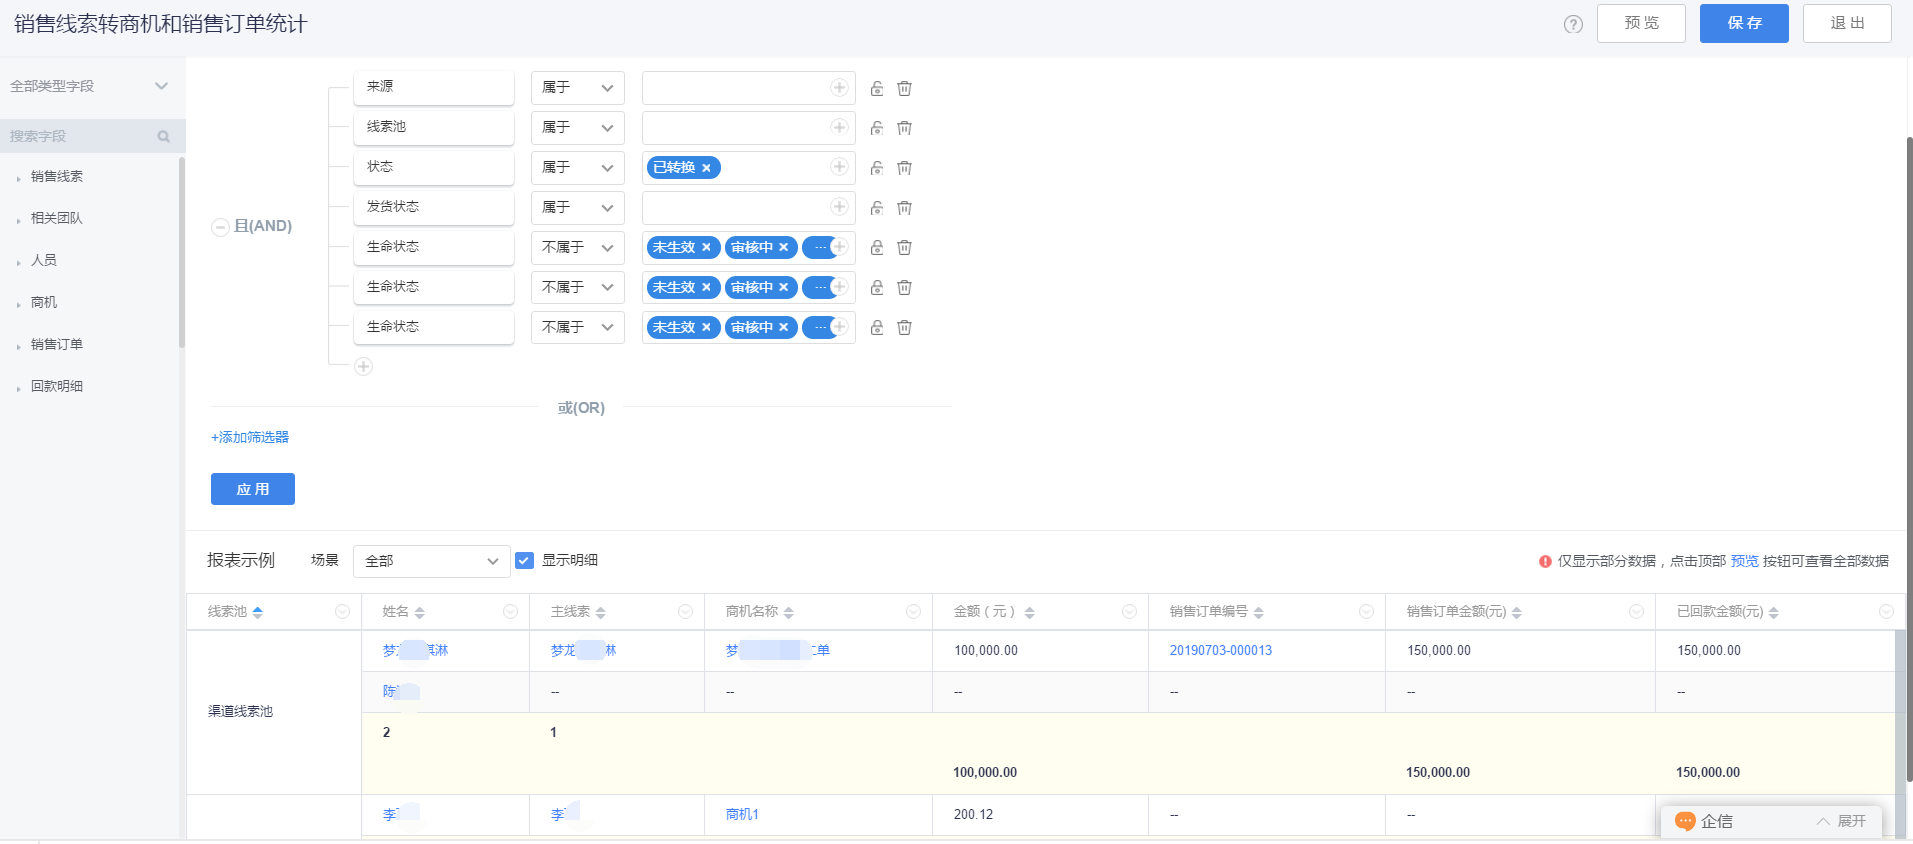 销售线索转商机和销售订单统计
? 预 览 保 存 退 出
全部类型字段
搜索字段
销售线索
相关团队
人员
商机
销售订单
回款明细
且(AND)
来源 属于
线索池 属于
状态 属于 已转换 ×
发货状态 属于
生命状态 不属于 未生效 × 审核中 × ...
生命状态 不属于 未生效 × 审核中 × ...
生命状态 不属于 未生效 × 审核中 × ...
或(OR)
+添加筛选器
应 用
报表示例 场景 全部 显示明细
仅显示部分数据，点击顶部 预览 按钮可查看全部数据
线索池 姓名 主线索 商机名称 金额（元） 销售订单编号 销售订单金额(元) 已回款金额(元)
梦 淇淋 梦龙 淋 梦 单 100,000.00 20190703-000013 150,000.00 150,000.00
陈 -- -- -- -- -- --
渠道线索池
2 1
100,000.00 150,000.00 150,000.00
李 李 商机1 200.12 -- --
企信 展开